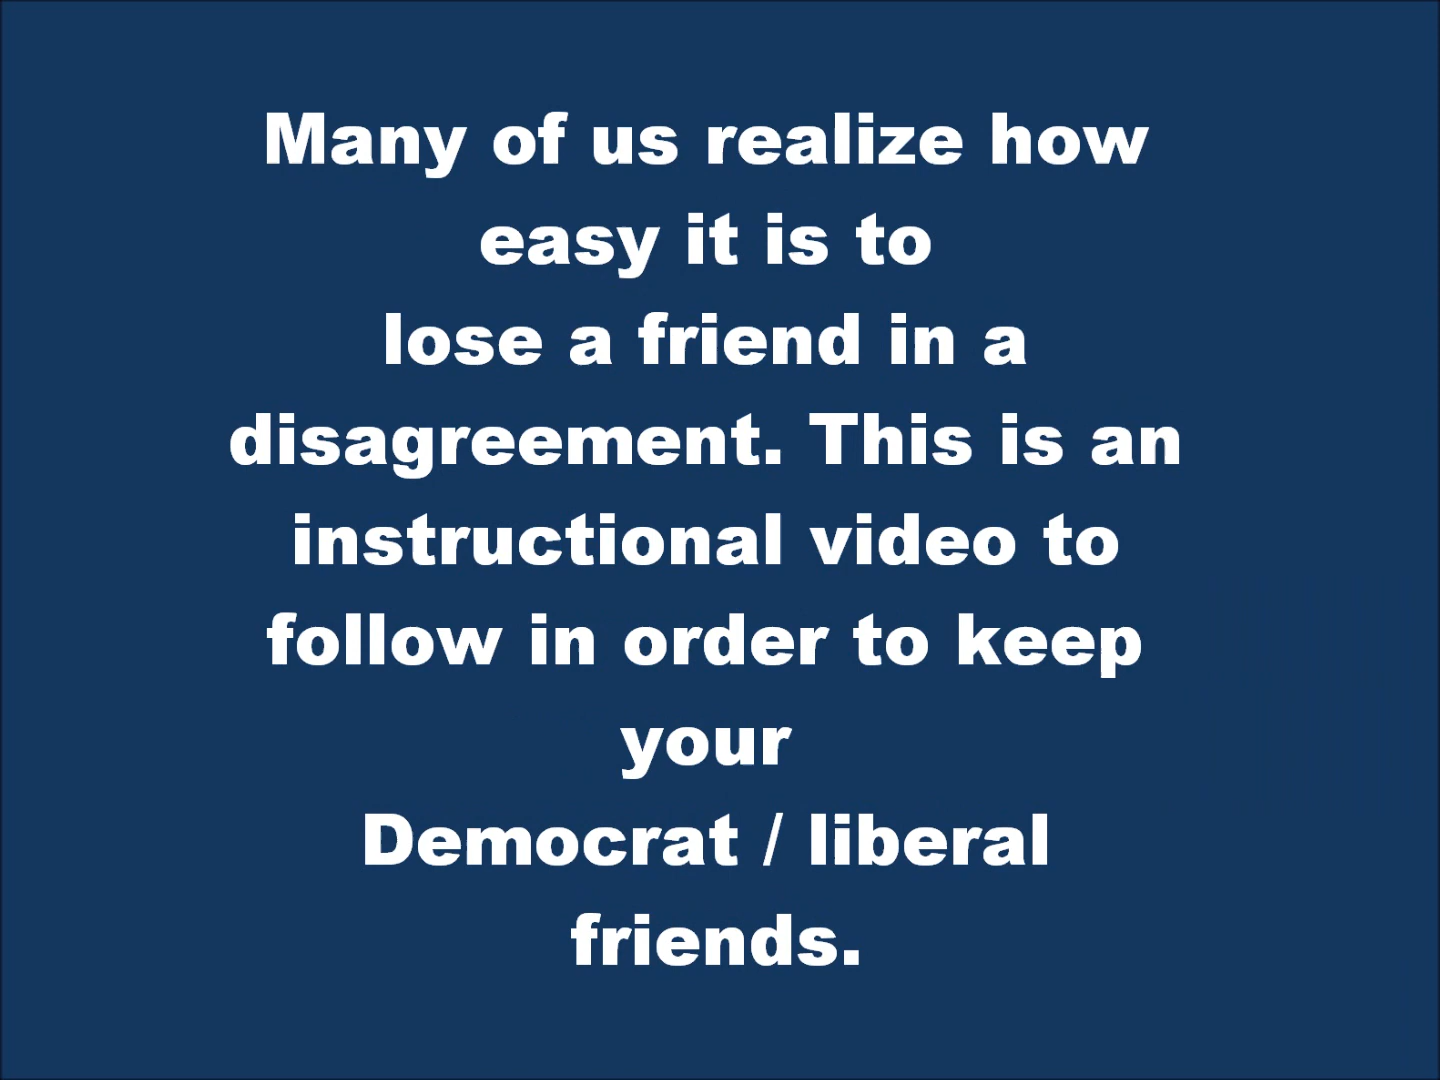 Many of us realize how
easy it is to
lose a friend in a
disagreement. This is an
instructional video to
follow in order to keep
your
Democrat / liberal
friends.